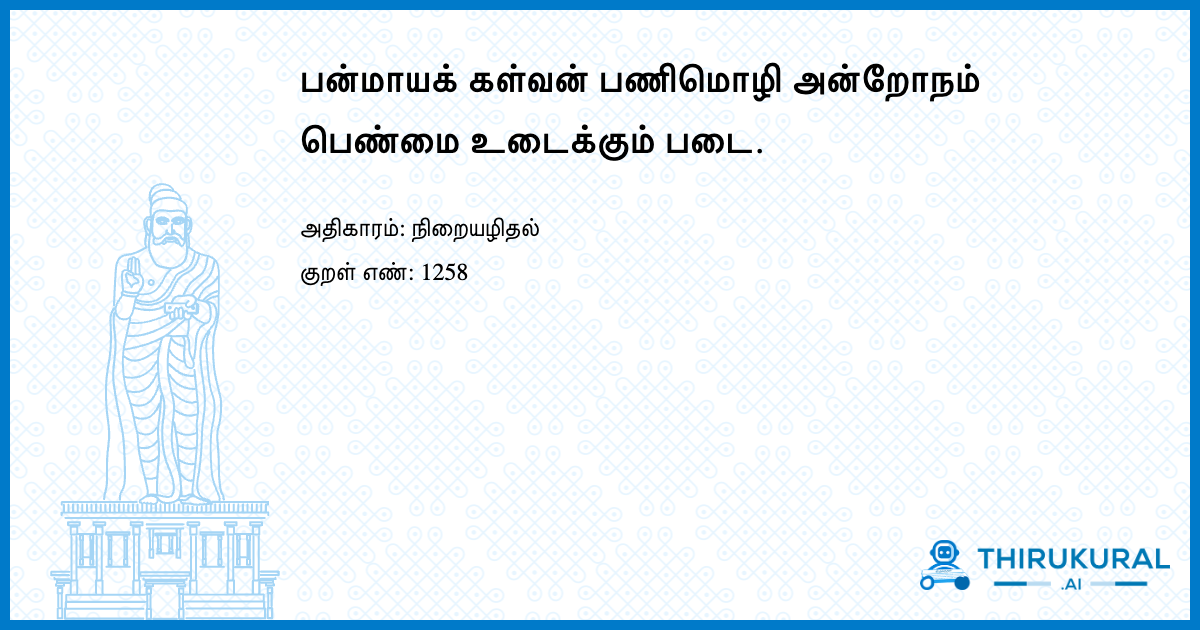 பன்மாயக் கள்வன் பணிமொழி அன்றோநம்
பெண்மை உடைக்கும் படை.
அதிகாரம்: நிறையழிதல்
குறள் எண்: 1258
THIRUKURAL
.AI